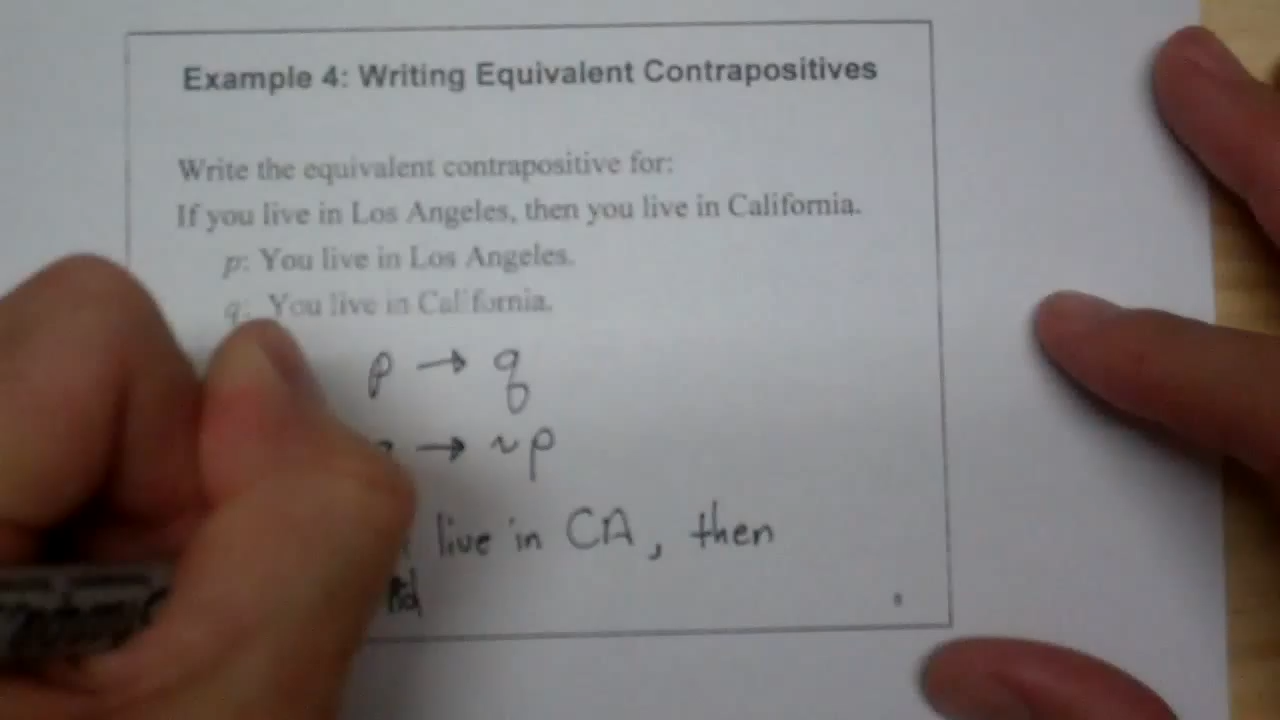 Example 4: Writing Equivalent Contrapositives
Write the equivalent contrapositive for:
If you live in Los Angeles, then you live in California.
p: You live in Los Angeles.
q: You live in California.
p → q
→ ~p
live in CA, then
8